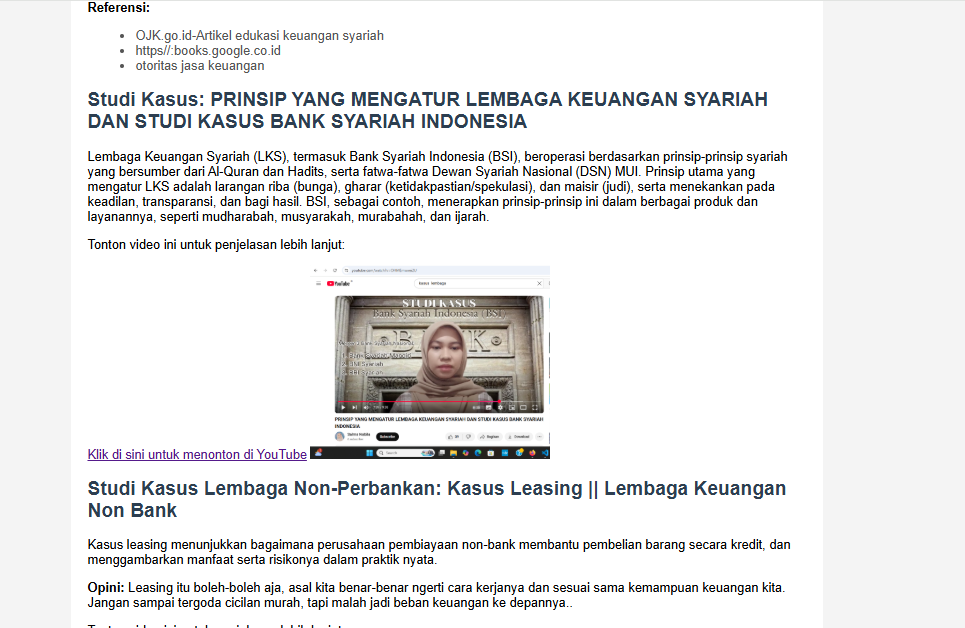 Referensi:
OJK.go.id-Artikel edukasi keuangan syariah
https//:books.google.co.id
otoritas jasa keuangan
Studi Kasus: PRINSIP YANG MENGATUR LEMBAGA KEUANGAN SYARIAH
DAN STUDI KASUS BANK SYARIAH INDONESIA
Lembaga Keuangan Syariah (LKS), termasuk Bank Syariah Indonesia (BSI), beroperasi berdasarkan prinsip-prinsip syariah
yang bersumber dari Al-Quran dan Hadits, serta fatwa-fatwa Dewan Syariah Nasional (DSN) MUI. Prinsip utama yang
mengatur LKS adalah larangan riba (bunga), gharar (ketidakpastian/spekulasi), dan maisir (judi), serta menekankan pada
keadilan, transparansi, dan bagi hasil. BSI, sebagai contoh, menerapkan prinsip-prinsip ini dalam berbagai produk dan
layanannya, seperti mudharabah, musyarakah, murabahah, dan ijarah.
Tonton video ini untuk penjelasan lebih lanjut:
YouTube
STUDI KASUS
Bank Syariah Indonesia (BSI)
BANK
PRINSIP YANG MENGATUR LEMBAGA KEUANGAN SYARIAH DAN STUDI KASUS BANK SYARIAH
INDONESIA
Subscribe
Klik di sini untuk menonton di YouTube
Studi Kasus Lembaga Non-Perbankan: Kasus Leasing || Lembaga Keuangan
Non Bank
Kasus leasing menunjukkan bagaimana perusahaan pembiayaan non-bank membantu pembelian barang secara kredit, dan
menggambarkan manfaat serta risikonya dalam praktik nyata.
Opini: Leasing itu boleh-boleh aja, asal kita benar-benar ngerti cara kerjanya dan sesuai sama kemampuan keuangan kita.
Jangan sampai tergoda cicilan murah, tapi malah jadi beban keuangan ke depannya..